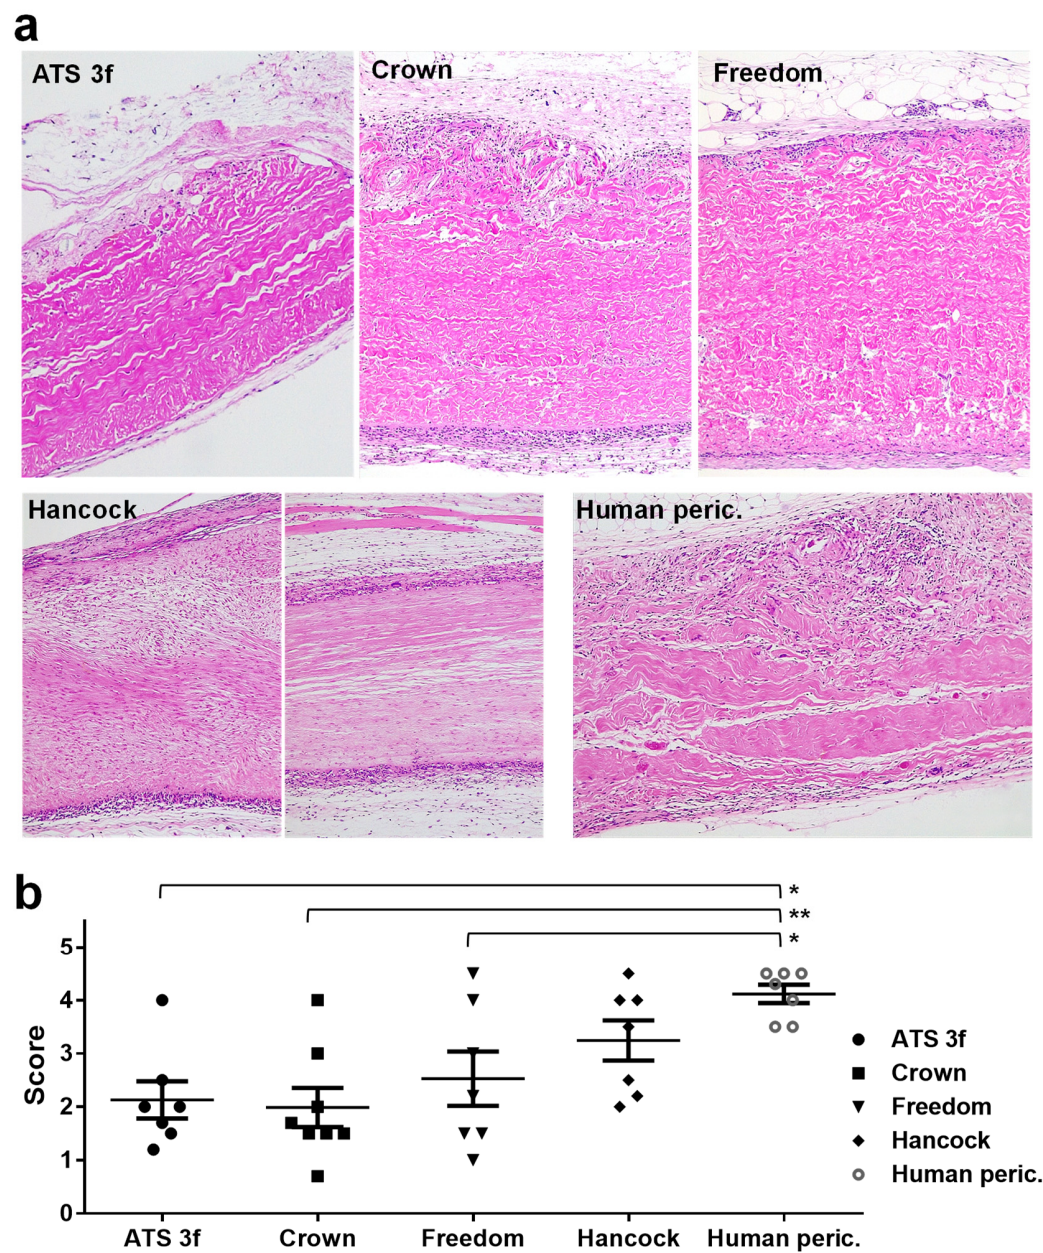 a
ATS 3f
Crown
Freedom
Hancock
Human peric.
b
*
**
*
Score
5
4
3
2
1
0
ATS 3f
Crown
Freedom
Hancock
Human peric.
ATS 3f
Crown
Freedom
Hancock
Human peric.